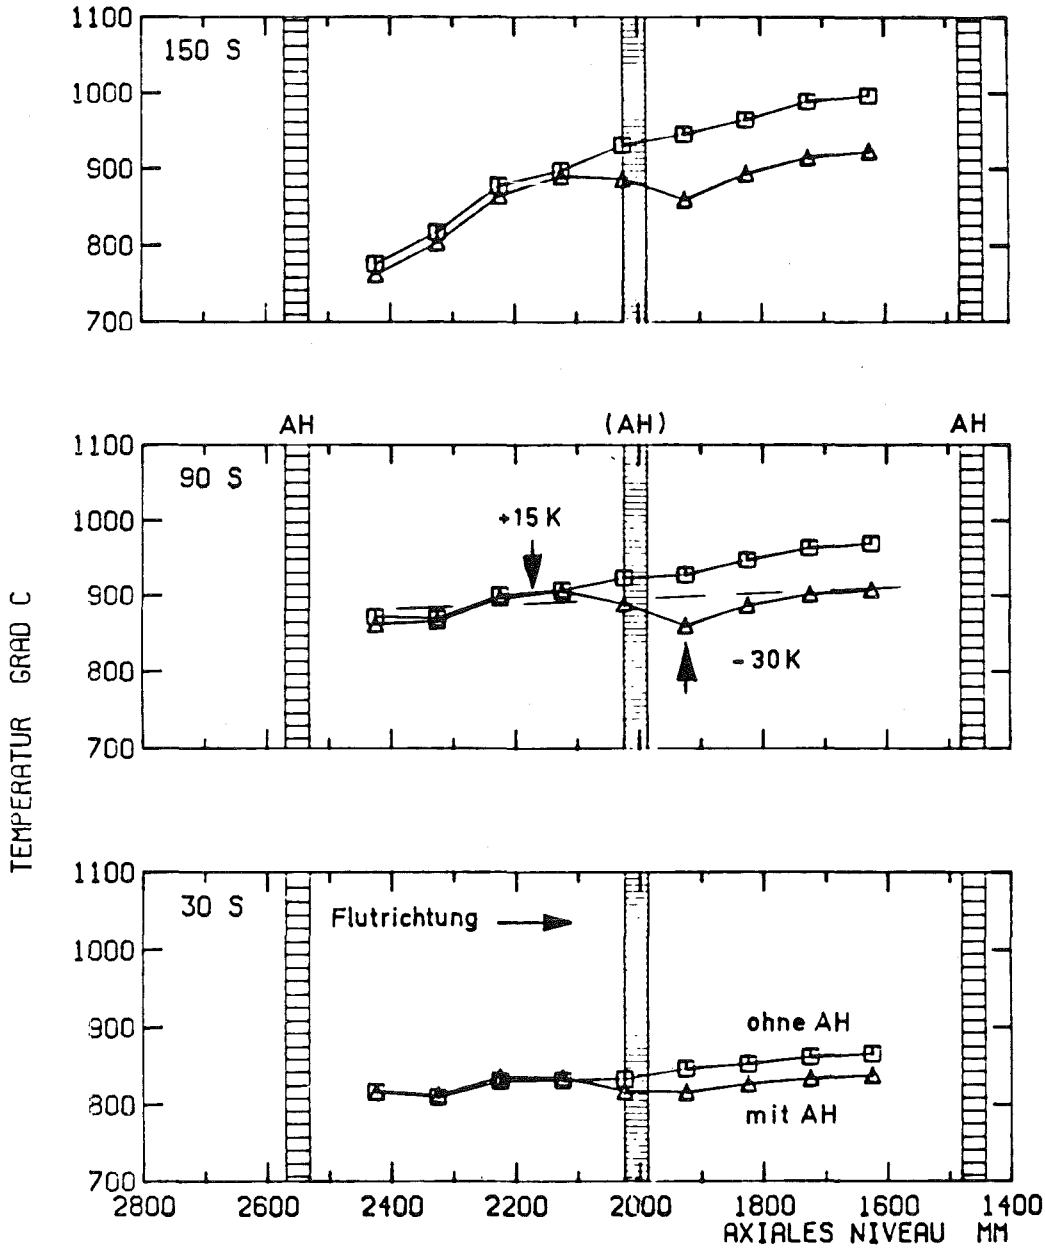 1100
150 S
1000
900
800
700
AH (AH) AH
1100
90 S
1000
+15 K
900
800
- 30 K
700
TEMPERATUR GRAD C
1100
30 S
Flutrichtung
1000
900
ohne AH
800
mit AH
700
2800 2600 2400 2200 2000 1800 1600 1400
AXIALES NIVEAU MM